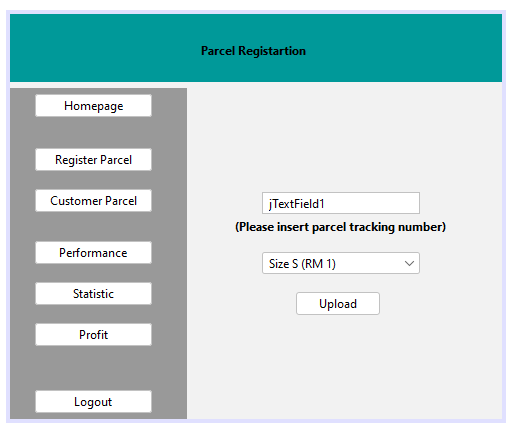 Parcel Registartion
Homepage
Register Parcel
Customer Parcel
Performance
Statistic
Profit
Logout
jTextField1
(Please insert parcel tracking number)
Size S (RM 1)
Upload